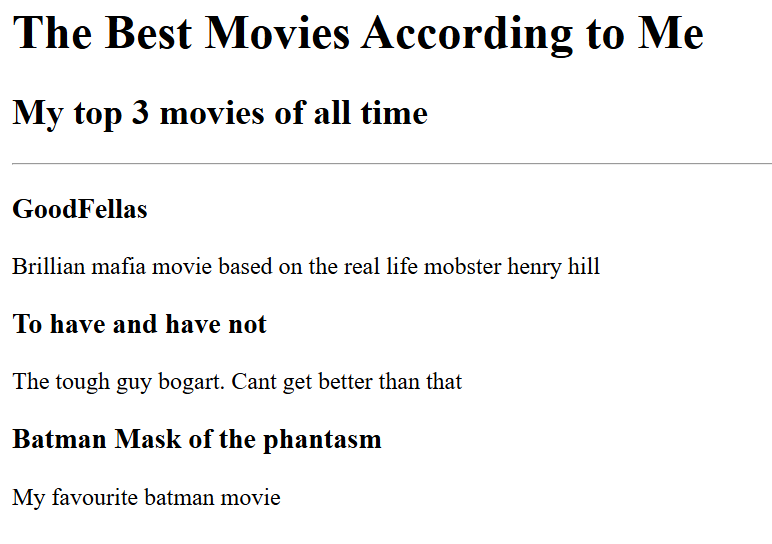 The Best Movies According to Me
My top 3 movies of all time
GoodFellas
Brillian mafia movie based on the real life mobster henry hill
To have and have not
The tough guy bogart. Cant get better than that
Batman Mask of the phantasm
My favourite batman movie